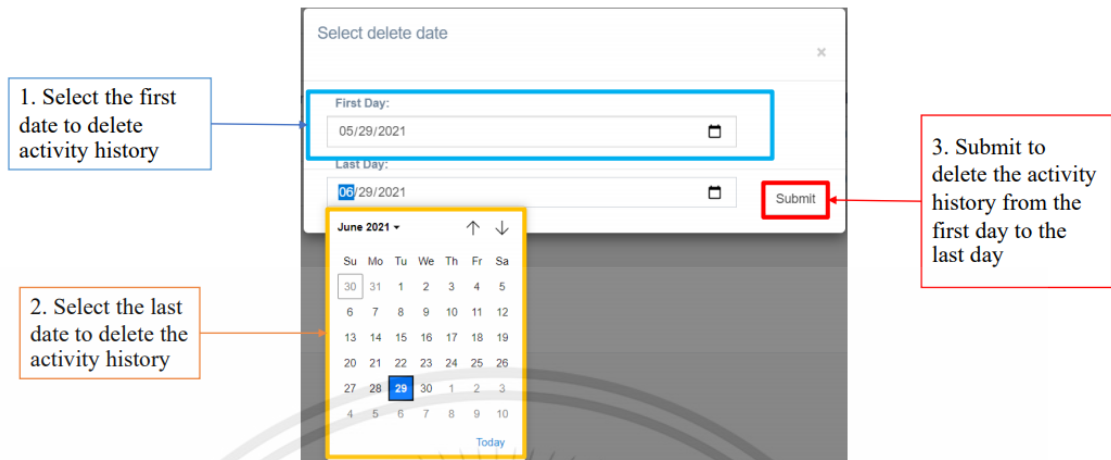 Select delete date
×
1. Select the first
date to delete
activity history
First Day:
05/29/2021
Last Day:
06/29/2021
Submit
3. Submit to
delete the activity
history from the
first day to the
last day
June 2021
Su Mo Tu We Th Fr Sa
30 31 1 2 3 4 5
6 7 8 9 10 11 12
13 14 15 16 17 18 19
20 21 22 23 24 25 26
27 28 29 30 1 2 3
4 5 6 7 8 9 10
Today
2. Select the last
date to delete the
activity history